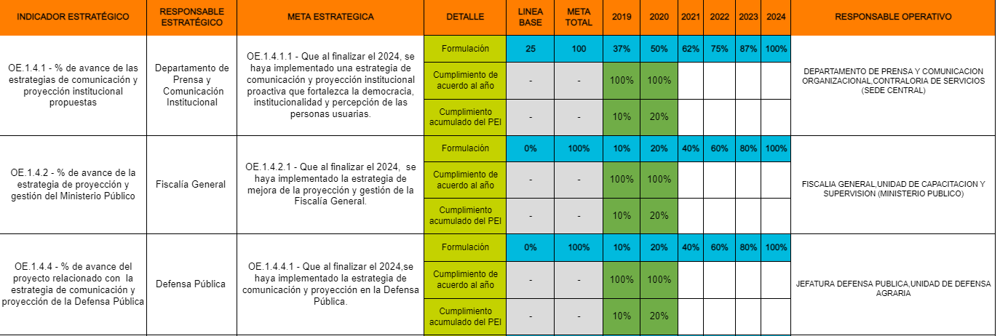 INDICADOR ESTRATÉGICO
RESPONSABLE
ESTRATÉGICO
META ESTRATEGICA
DETALLE
LINEA
BASE
META
TOTAL
2019
2020
2021
2022
2023
2024
RESPONSABLE OPERATIVO
OE.1.4.1 - % de avance de las
estrategias de comunicación y
proyección institucional
propuestas
Departamento de
Prensa y
Comunicación
Institucional
OE.1.4.1.1 - Que al finalizar el 2024, se
haya implementado una estrategia de
comunicación y proyección institucional
proactiva que fortalezca la democracia,
institucionalidad y percepción de las
personas usuarias.
Formulación
25
100
37%
50%
62%
75%
87%
100%
Cumplimiento de
acuerdo al año
-
-
100%
100%
Cumplimiento
acumulado del PEI
-
-
10%
20%
DEPARTAMENTO DE PRENSA Y COMUNICACION
ORGANIZACIONAL,CONTRALORIA DE SERVICIOS
(SEDE CENTRAL)
OE.1.4.2 - % de avance de la
estrategia de proyección y
gestión del Ministerio Público
Fiscalía General
OE.1.4.2.1 - Que al finalizar el 2024, se
haya implementado la estrategia de
mejora de la proyección y gestión de la
Fiscalía General.
Formulación
0%
100%
10%
20%
40%
60%
80%
100%
Cumplimiento de
acuerdo al año
-
-
100%
100%
Cumplimiento
acumulado del PEI
-
-
10%
20%
FISCALIA GENERAL,UNIDAD DE CAPACITACION Y
SUPERVISION (MINISTERIO PUBLICO)
OE.1.4.4 - % de avance del
proyecto relacionado con la
estrategia de comunicación y
proyección de la Defensa Pública
Defensa Pública
OE.1.4.4.1 - Que al finalizar el 2024,se
haya implementado la estrategia de
comunicación y proyección en la Defensa
Pública.
Formulación
0%
100%
10%
20%
40%
60%
80%
100%
Cumplimiento de
acuerdo al año
-
-
100%
100%
Cumplimiento
acumulado del PEI
-
-
10%
20%
JEFATURA DEFENSA PUBLICA,UNIDAD DE DEFENSA
AGRARIA